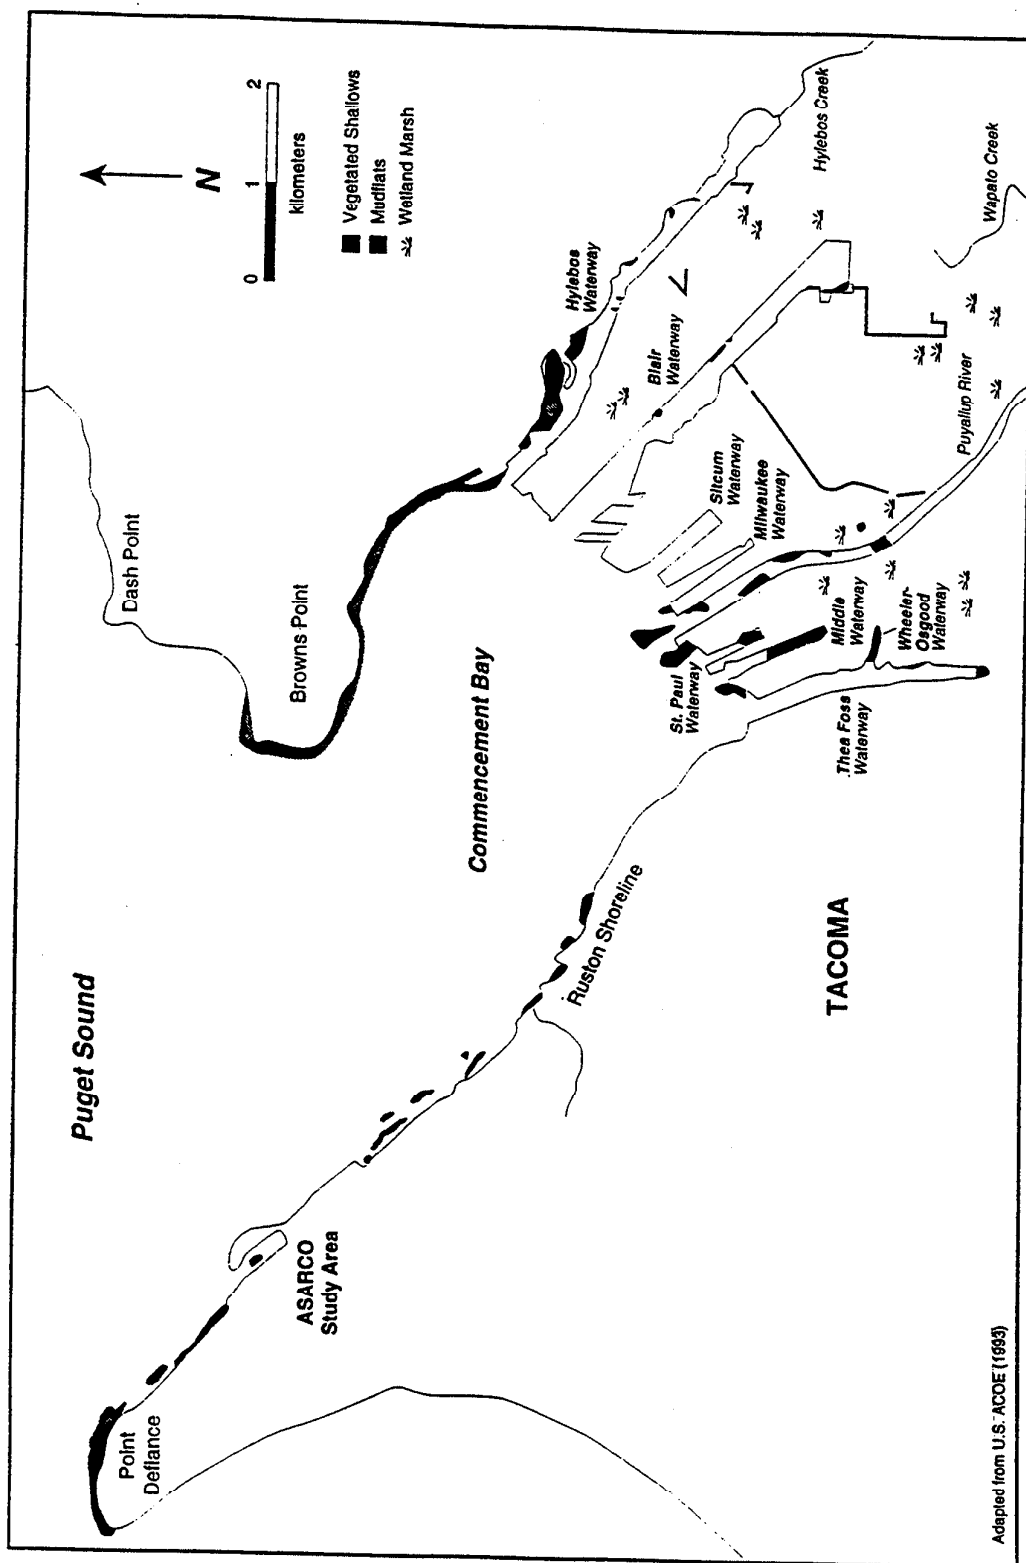 Puget Sound
Dash Point
Browns Point
Commencement Bay
N
0 1 2
kilometers
Vegetated Shallows
Mudflats
Wetland Marsh
Point
Defiance
ASARCO
Study Area
Ruston Shoreline
TACOMA
Hylebos
Waterway
Blair
Waterway
Sitcum
Waterway
Milwaukee
Waterway
St. Paul
Waterway
Middle
Waterway
Wheeler-
Osgood
Waterway
Thea Foss
Waterway
Puyallup River
Hylebos Creek
Wapato Creek
Adapted from U.S. ACOE (1993)